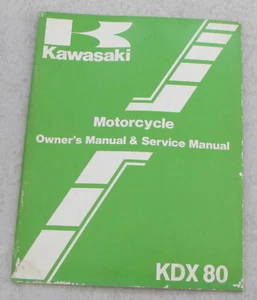 Kawasaki
Motorcycle
Owner's Manual & Service Manual
KDX 80